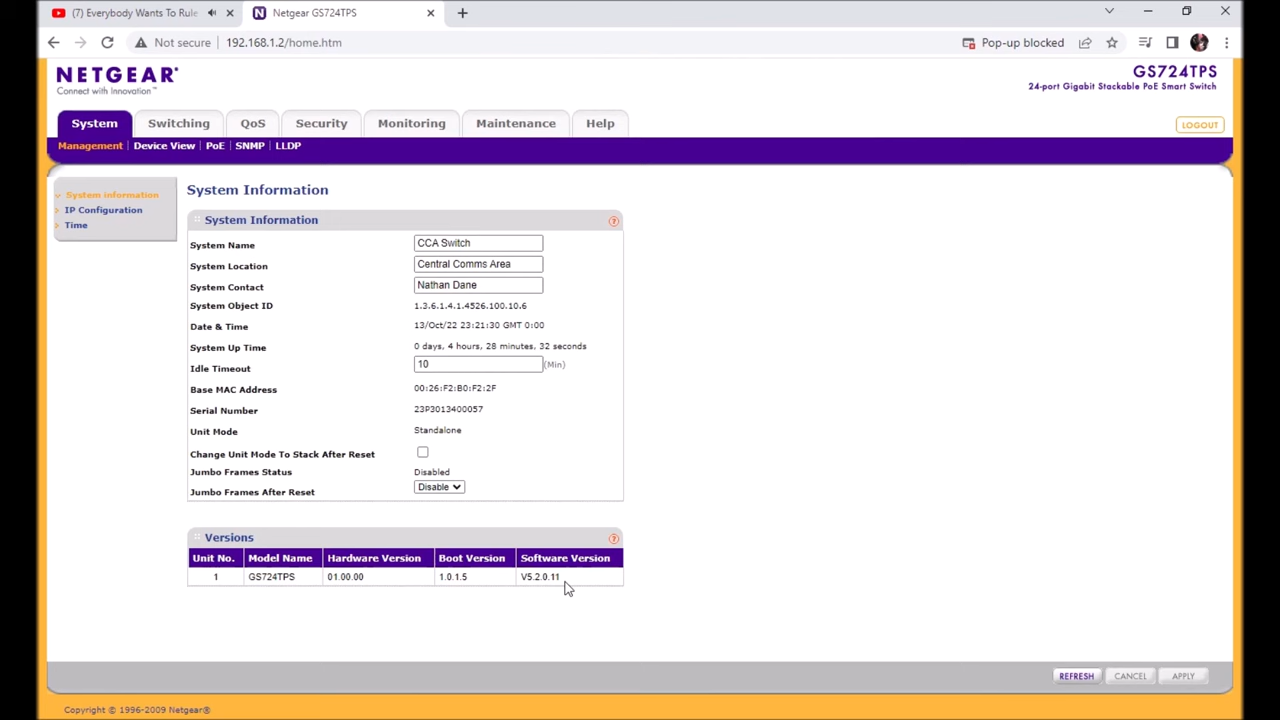 (7) Everybody Wants To Rule
Netgear GS724TPS
Not secure
192.168.1.2/home.htm
Pop-up blocked
NETGEAR®
Connect with Innovation™
GS724TPS
24-port Gigabit Stackable PoE Smart Switch
System Switching QoS Security Monitoring Maintenance Help
LOGOUT
Management Device View PoE SNMP LLDP
System information
IP Configuration
Time
System Information
System Information
System Name CCA Switch
System Location Central Comms Area
System Contact Nathan Dane
System Object ID 1.3.6.1.4.1.4526.100.10.6
Date & Time 13/Oct/22 23:21:30 GMT 0:00
System Up Time 0 days, 4 hours, 28 minutes, 32 seconds
Idle Timeout 10 (Min)
Base MAC Address 00:26:F2:B0:F2:2F
Serial Number 23P3013400057
Unit Mode Standalone
Change Unit Mode To Stack After Reset
Jumbo Frames Status Disabled
Jumbo Frames After Reset Disable
Versions
Unit No. Model Name Hardware Version Boot Version Software Version
1 GS724TPS 01.00.00 1.0.1.5 V5.2.0.11
REFRESH CANCEL APPLY
Copyright © 1996-2009 Netgear®